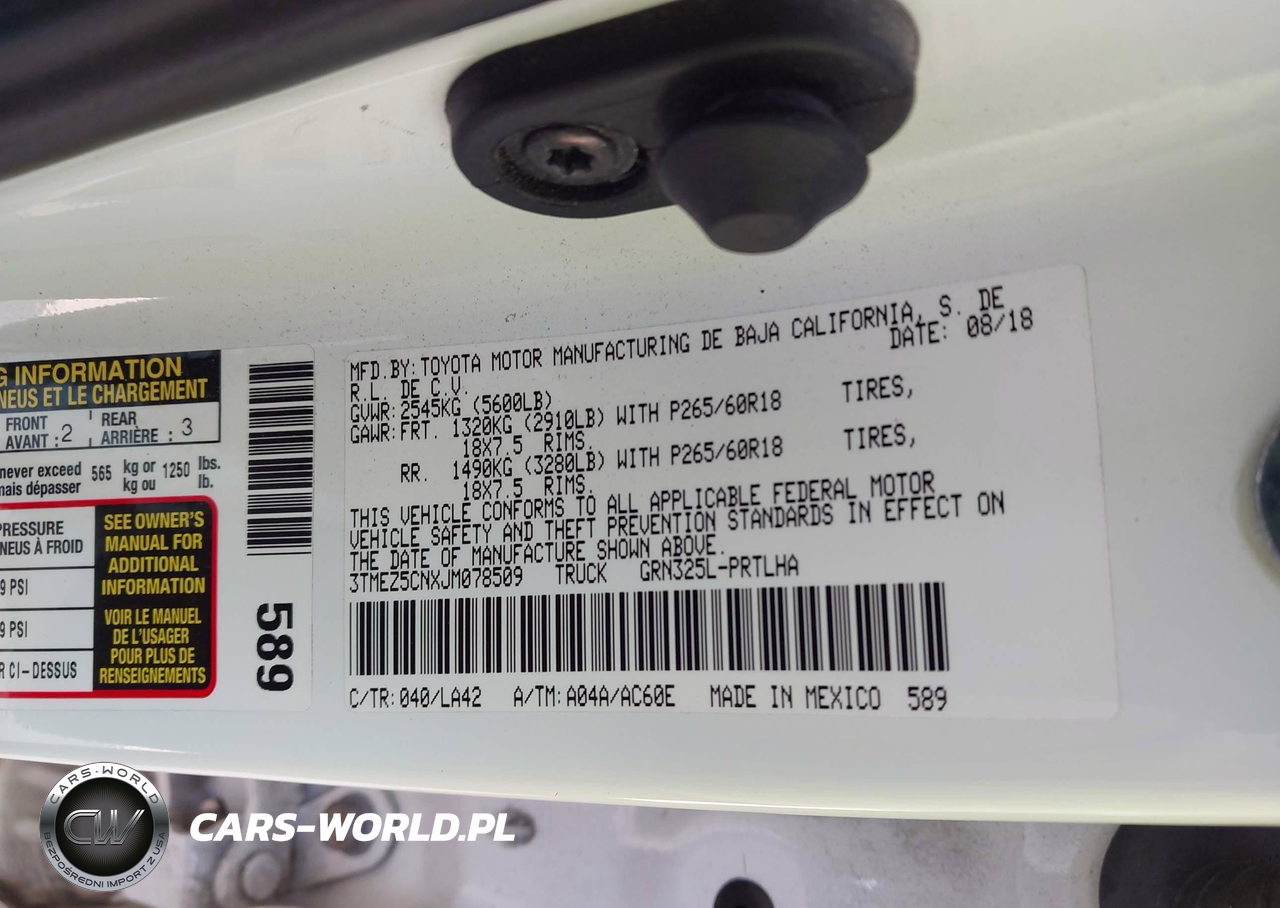 G INFORMATION
NEUS ET LE CHARGEMENT
FRONT
AVANT : 2
REAR
ARRIÈRE : 3
never exceed 565 kg or 1250 lbs.
mais dépasser kg ou lb.
PRESSURE
NEUS À FROID
9 PSI
9 PSI
R CI-DESSUS
SEE OWNER'S
MANUAL FOR
ADDITIONAL
INFORMATION
VOIR LE MANUEL
DE L'USAGER
POUR PLUS DE
RENSEIGNEMENTS
589
MFD.BY: TOYOTA MOTOR MANUFACTURING DE BAJA CALIFORNIA, S. DE
R.L. DE C.V. DATE: 08/18
GVWR: 2545KG (5600LB)
GAWR: FRT. 1320KG (2910LB) WITH P265/60R18 TIRES,
18X7.5 RIMS.
RR. 1490KG (3280LB) WITH P265/60R18 TIRES,
18X7.5 RIMS.
THIS VEHICLE CONFORMS TO ALL APPLICABLE FEDERAL MOTOR
VEHICLE SAFETY AND THEFT PREVENTION STANDARDS IN EFFECT ON
THE DATE OF MANUFACTURE SHOWN ABOVE.
3TMEZ5CNXJM078509 TRUCK GRN325L-PRTLHA
C/TR: 040/LA42 A/TM: A04A/AC60E MADE IN MEXICO 589
CARS-WORLD
CW
BEZPOŚREDNI IMPORT Z USA
CARS-WORLD.PL